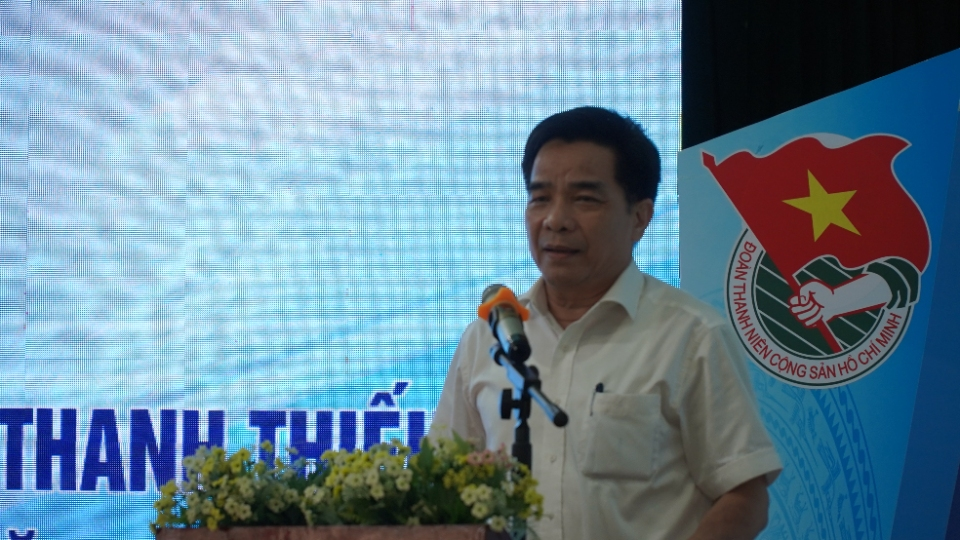 THANH THIẾU
ĐOÀN THANH NIÊN CỘNG SẢN HỒ CHÍ MINH